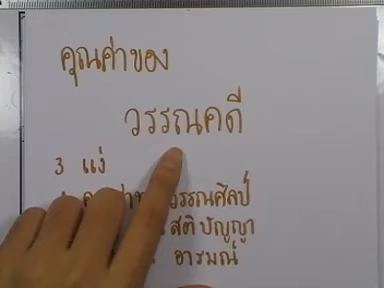 คุณค่าของ
วรรณคดี
3 แง่
วรรณศิลป์
สติปัญญา
อารมณ์